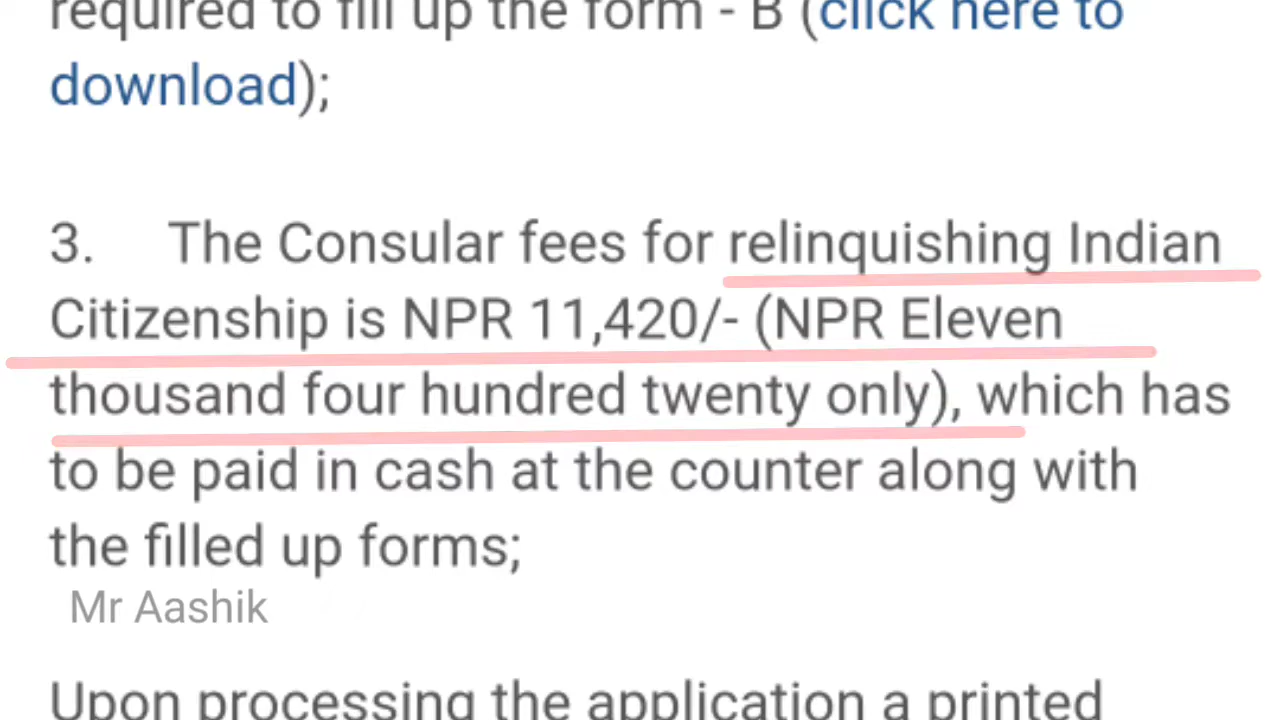 required to fill up the form - B (click here to
download);
3. The Consular fees for relinquishing Indian
Citizenship is NPR 11,420/- (NPR Eleven
thousand four hundred twenty only), which has
to be paid in cash at the counter along with
the filled up forms;
Mr Aashik
Upon processing the application a printed